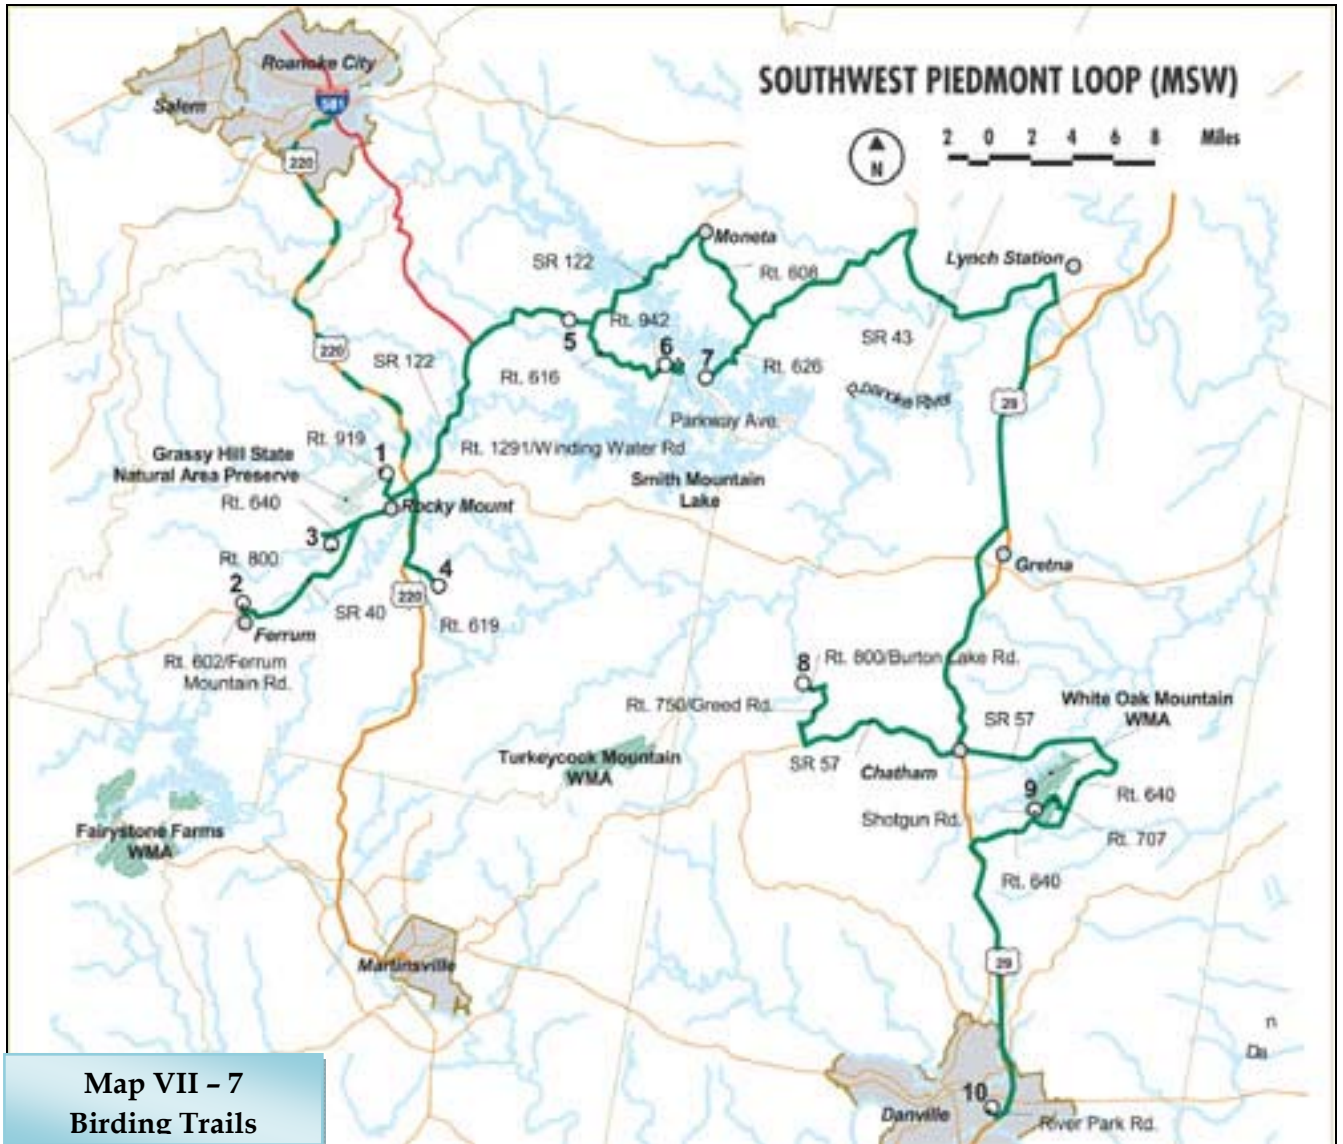 SOUTHWEST PIEDMONT LOOP (MSW)
N
2 0 2 4 6 8 Miles
Roanoke City
Salem
581
220
Moneta
SR 122
Rt. 608
Lynch Station
Rt. 942
5
6
7
220
SR 122
Rt. 616
Rt. 626
SR 43
29
Parkway Ave.
Rt. 919
1
Grassy Hill State
Natural Area Preserve
Rt. 1291/Winding Water Rd.
Smith Mountain
Lake
Rt. 640
Rocky Mount
3
Rt. 800
2
4
220
Gretna
SR 40
Rt. 619
Ferrum
Rt. 602/Ferrum
Mountain Rd.
8
Rt. 800/Burton Lake Rd.
Rt. 750/Greed Rd.
White Oak Mountain
WMA
SR 57
Turkeycock Mountain
WMA
SR 57
Chatham
9
Rt. 640
Shotgun Rd.
Rt. 707
Fairystone Farms
WMA
Rt. 640
29
Martinsville
n
Da
10
Danville
River Park Rd.
Map VII – 7
Birding Trails